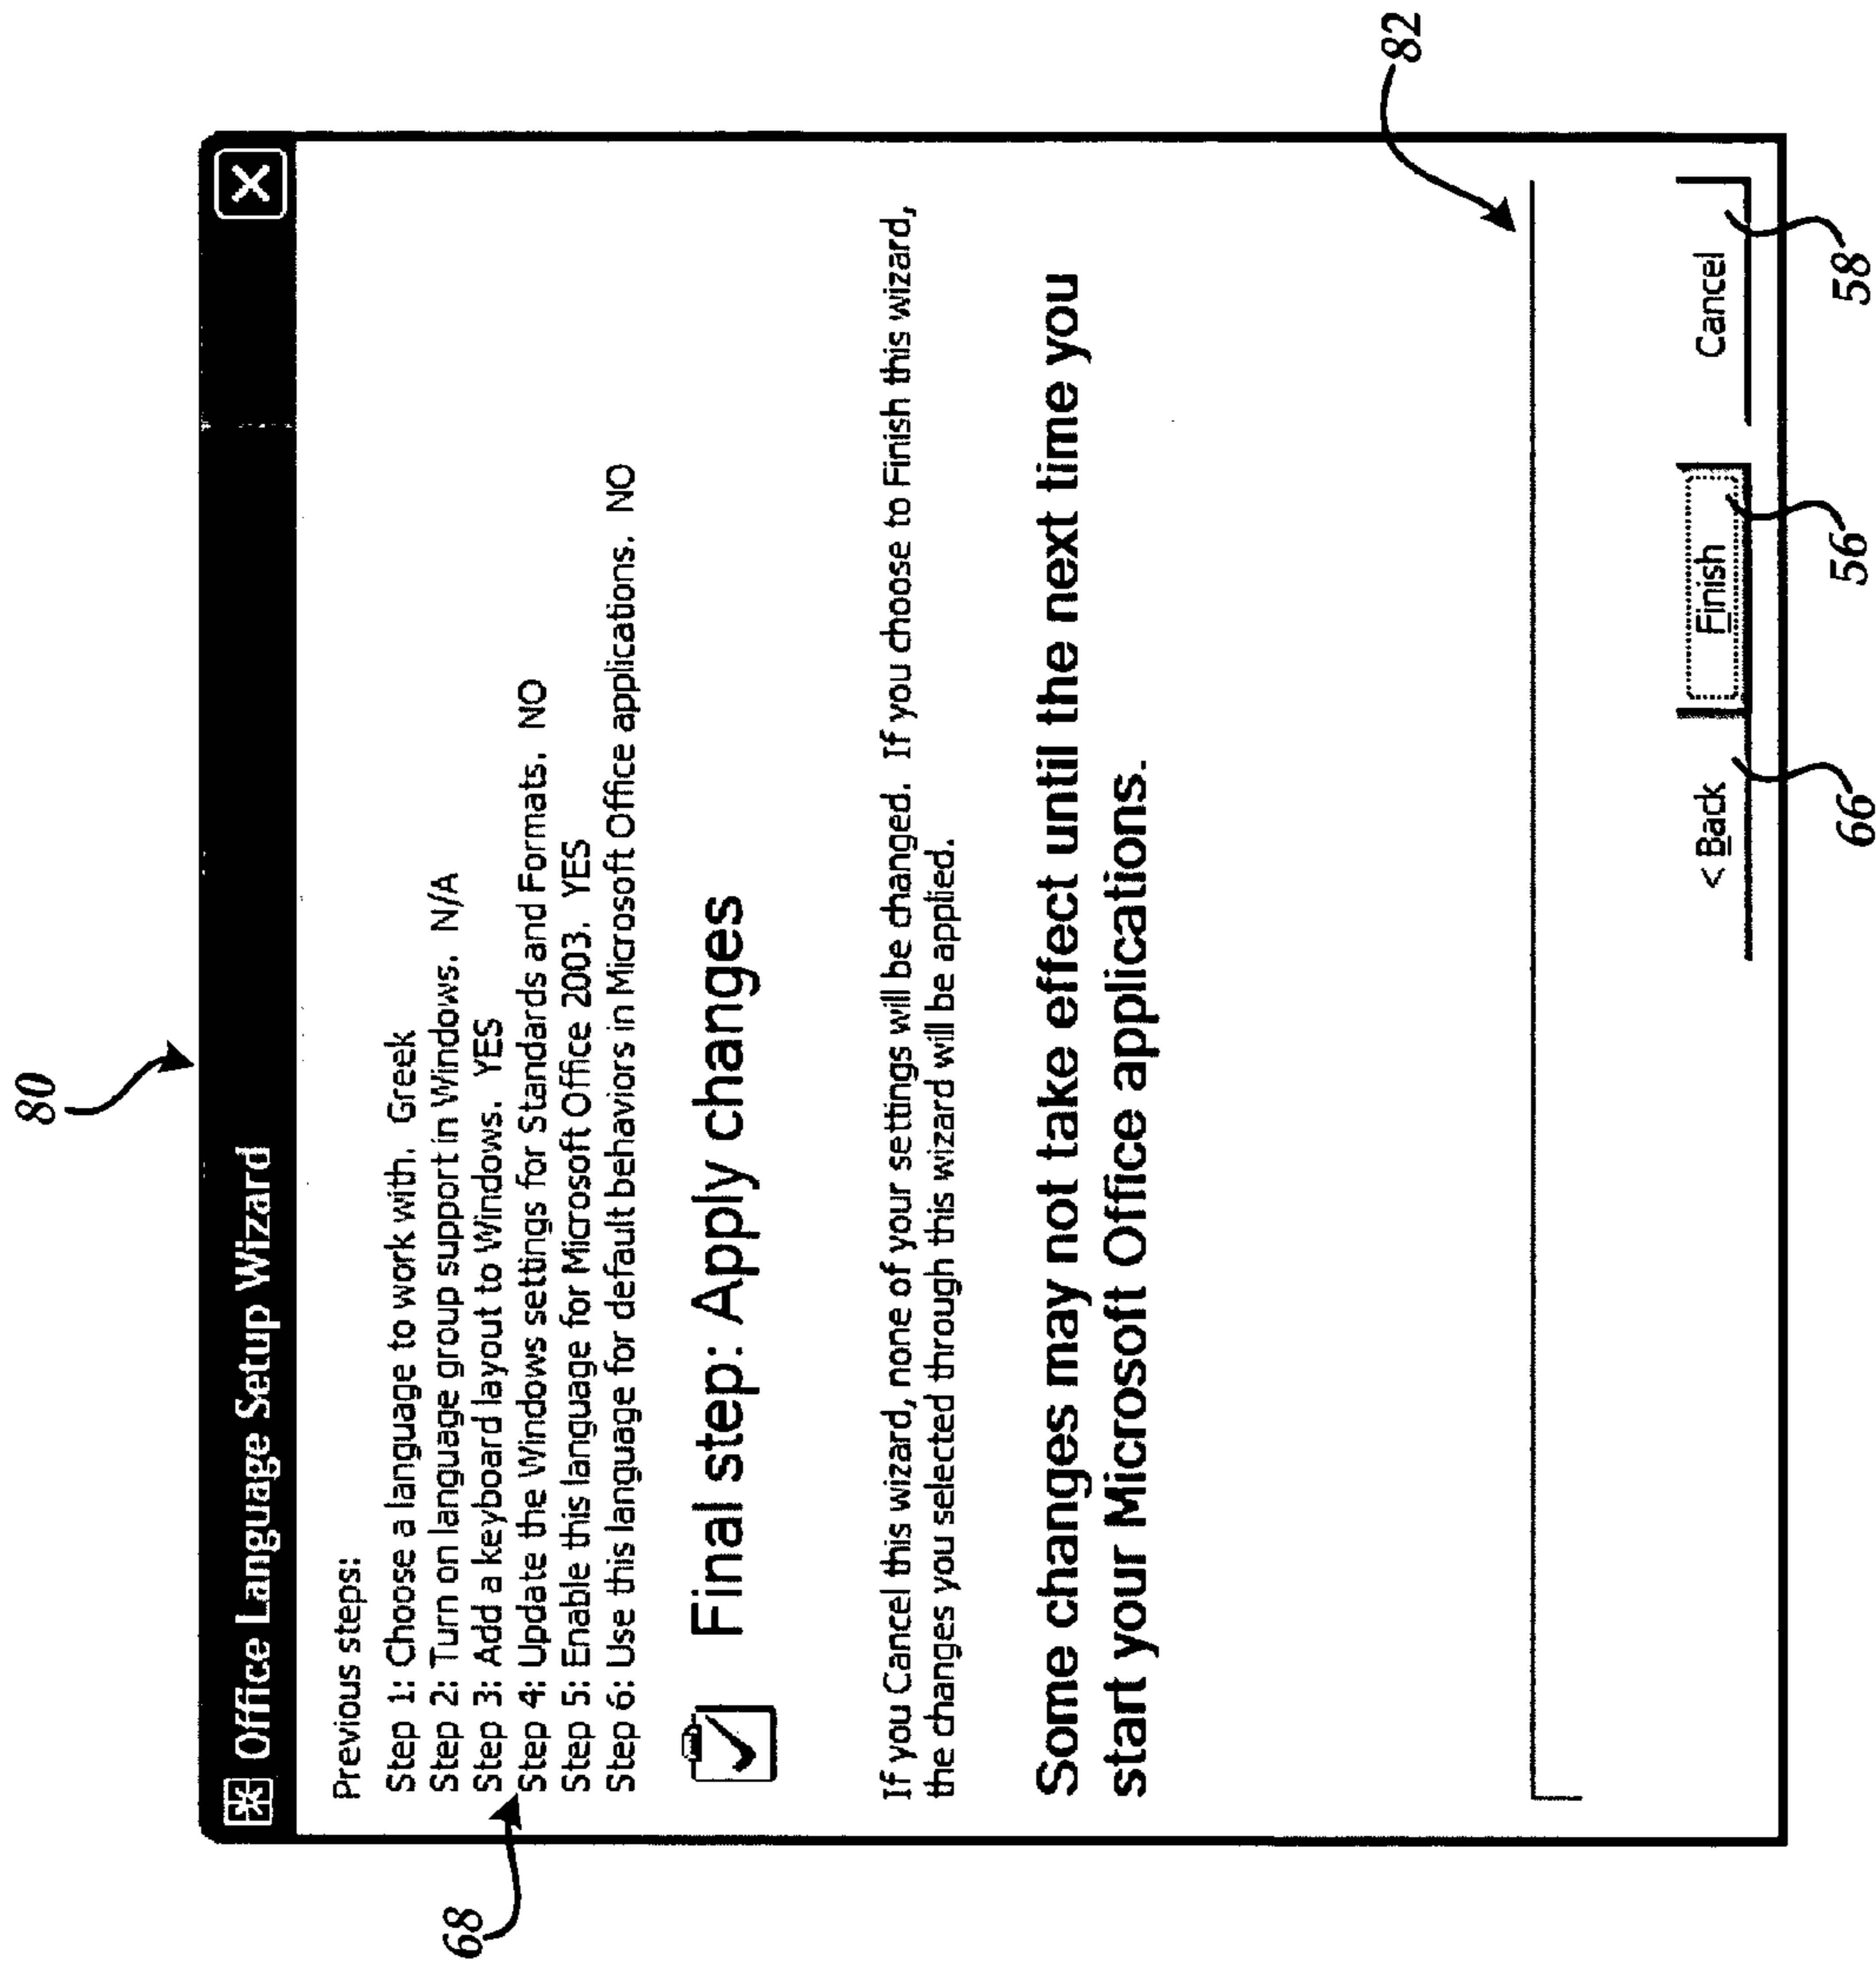 80
Office Language Setup Wizard
Previous steps:
Step 1: Choose a language to work with. Greek
Step 2: Turn on language group support in Windows. N/A
Step 3: Add a keyboard layout to Windows. YES
68
Step 4: Update the Windows settings for Standards and Formats. NO
Step 5: Enable this language for Microsoft Office 2003. YES
Step 6: Use this language for default behaviors in Microsoft Office applications. NO
Final step: Apply changes
If you Cancel this wizard, none of your settings will be changed. If you choose to Finish this wizard,
the changes you selected through this wizard will be applied.
Some changes may not take effect until the next time you
start your Microsoft Office applications.
82
< Back Finish Cancel
66 56 58